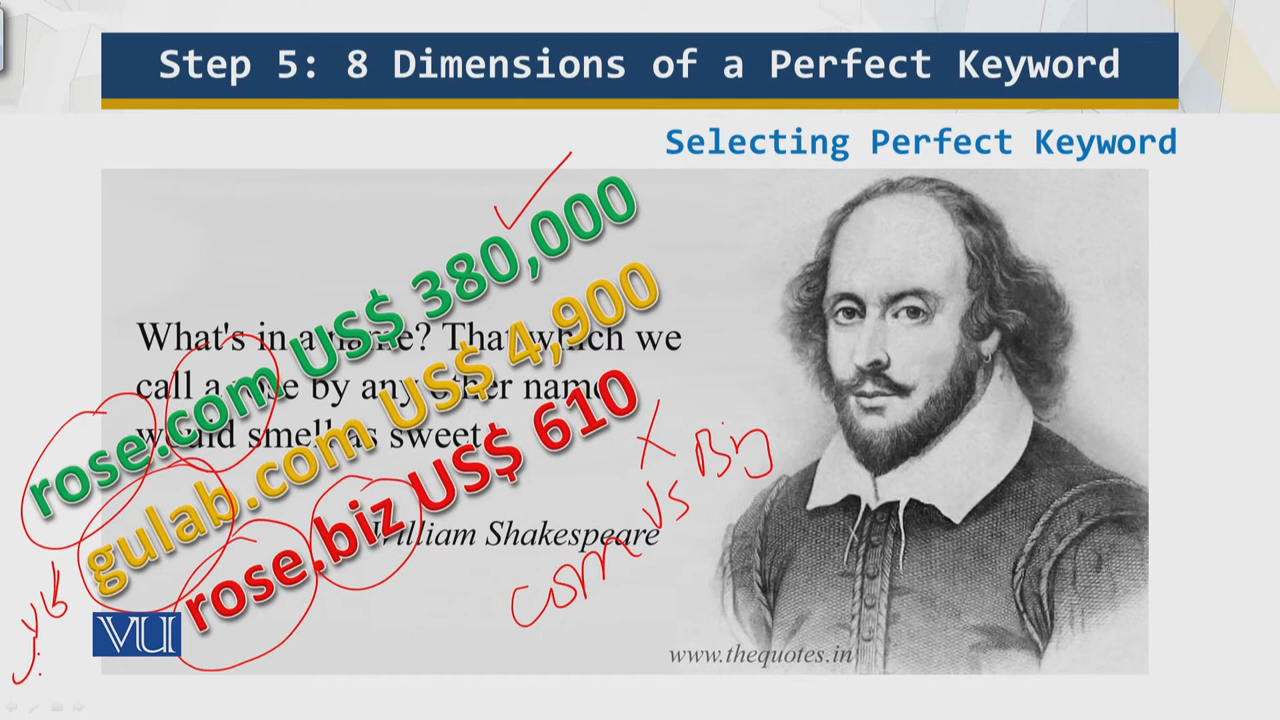 Step 5: 8 Dimensions of a Perfect Keyword
Selecting Perfect Keyword
rose.com US$ 380,000
gulab.com US$ 4,900
rose.biz US$ 610
What's in a name? That which we
call a rose by any other name
would smell as sweet.
William Shakespeare
com vs Biz
VU
www.thequotes.in